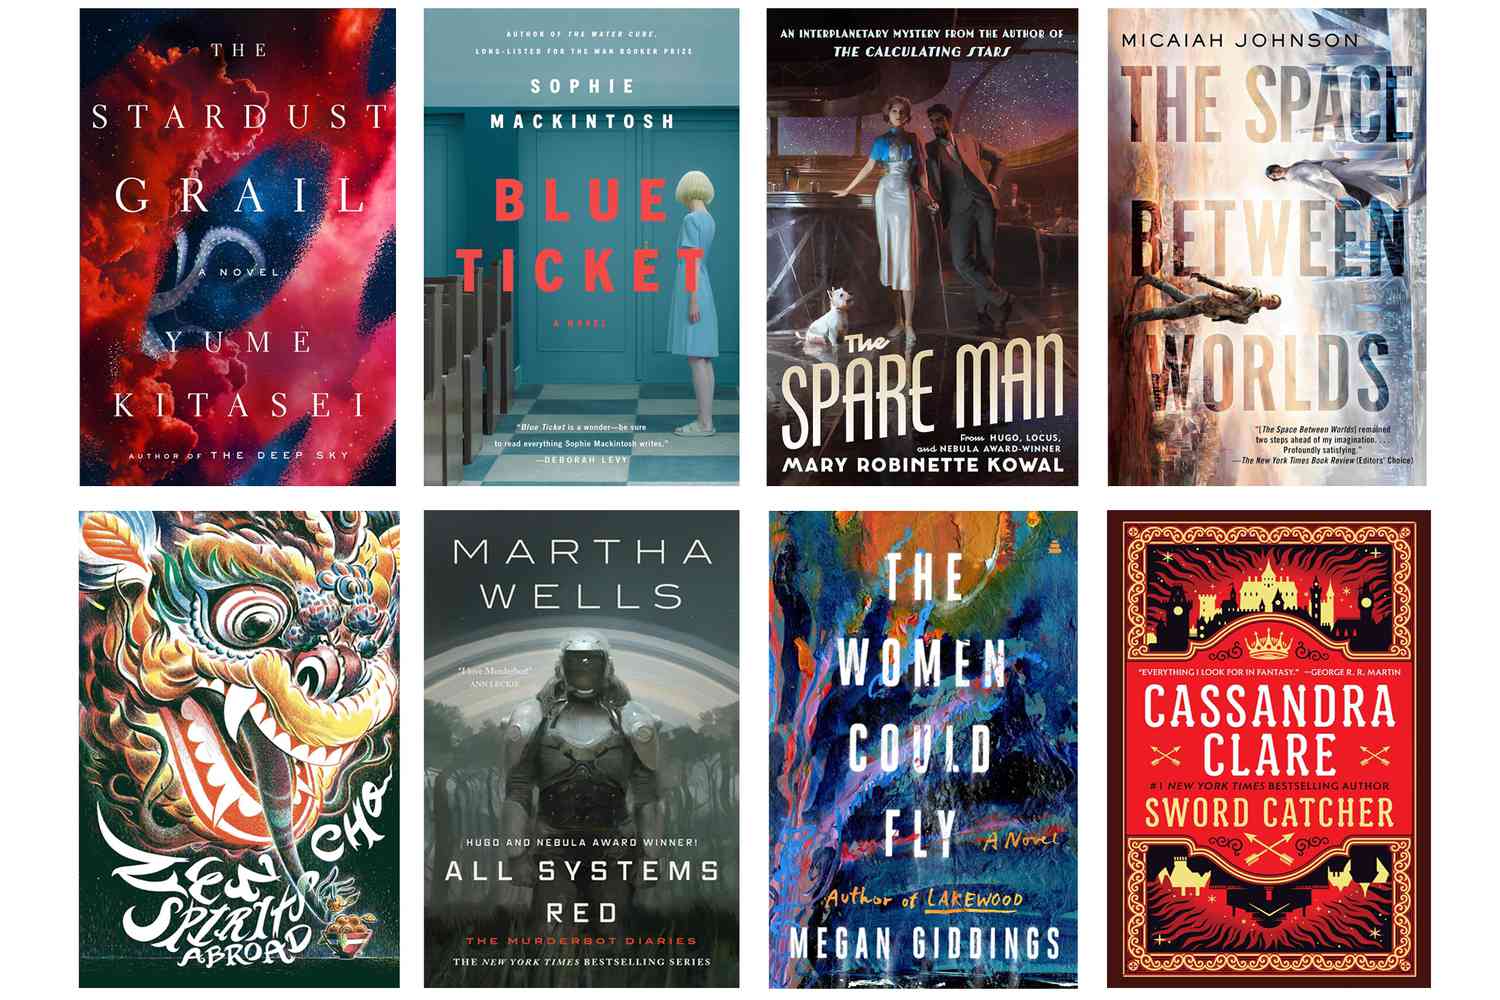 THE
STARDUST
GRAIL
A NOVEL
YUME
KITASEI
AUTHOR OF THE DEEP SKY
AUTHOR OF THE WATER CURE,
LONG-LISTED FOR THE MAN BOOKER PRIZE
SOPHIE
MACKINTOSH
BLUE
TICKET
A NOVEL
"Blue Ticket is a wonder—be sure
to read everything Sophie Mackintosh writes."
—DEBORAH LEVY
AN INTERPLANETARY MYSTERY FROM THE AUTHOR OF
THE CALCULATING STARS
The
SPARE MAN
From HUGO, LOCUS,
and NEBULA AWARD-WINNER
MARY ROBINETTE KOWAL
MICAIAH JOHNSON
THE SPACE
BETWEEN
WORLDS
"[The Space Between Worlds] remained
two steps ahead of my imagination. . . .
Profoundly satisfying."
—The New York Times Book Review (Editors' Choice)
ZEN CHO
SPIRITS
ABROAD
MARTHA
WELLS
"I love Murderbot!"
ANN LECKIE
HUGO AND NEBULA AWARD WINNER!
ALL SYSTEMS
RED
THE MURDERBOT DIARIES
THE NEW YORK TIMES BESTSELLING SERIES
THE
WOMEN
COULD
FLY
A Novel
Author of LAKEWOOD
MEGAN GIDDINGS
"EVERYTHING I LOOK FOR IN FANTASY." —GEORGE R. R. MARTIN
CASSANDRA
CLARE
#1 NEW YORK TIMES BESTSELLING AUTHOR
SWORD CATCHER